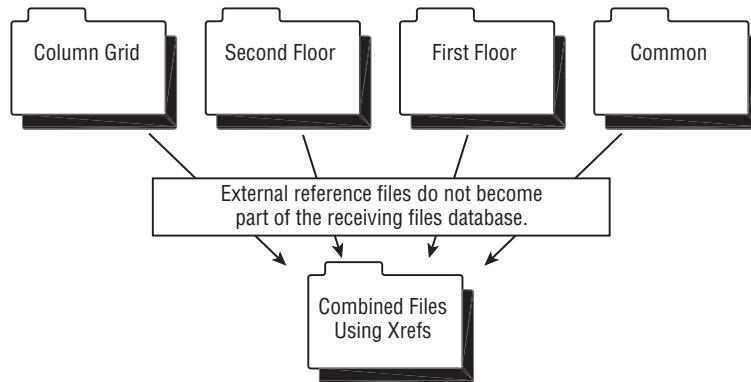 Column Grid
Second Floor
First Floor
Common
External reference files do not become
part of the receiving files database.
Combined Files
Using Xrefs